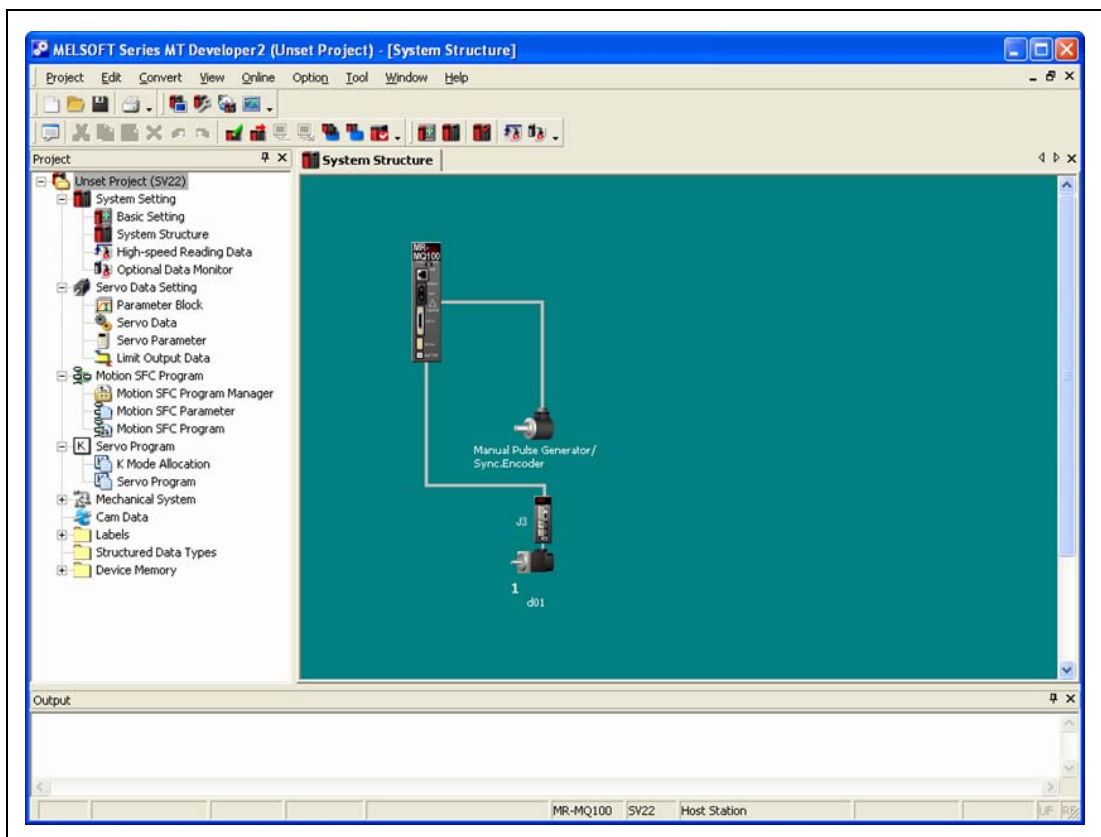 MELSOFT Series MT Developer2 (Unset Project) - [System Structure]
Project Edit Convert View Online Option Tool Window Help
Project
System Structure
Unset Project (SV22)
System Setting
Basic Setting
System Structure
High-speed Reading Data
Optional Data Monitor
Servo Data Setting
Parameter Block
Servo Data
Servo Parameter
Limit Output Data
Motion SFC Program
Motion SFC Program Manager
Motion SFC Parameter
Motion SFC Program
K Servo Program
K Mode Allocation
Servo Program
Mechanical System
Cam Data
Labels
Structured Data Types
Device Memory
MR-
MQ100
Manual Pulse Generator/
Sync.Encoder
J3
1
d01
Output
MR-MQ100 SV22 Host Station